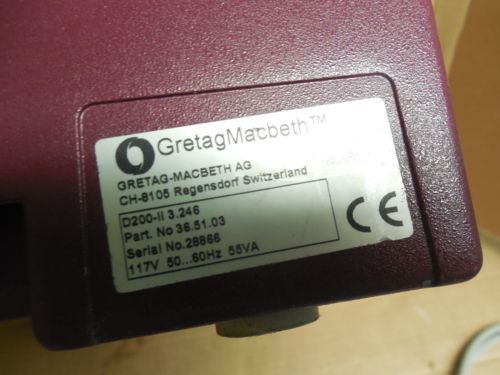 GretagMacbeth™
GRETAG-MACBETH AG
CH-8105 Regensdorf Switzerland
D200-II 3.246
Part. No 36.51.03
Serial No.28866
117V 50...60Hz 55VA
CE